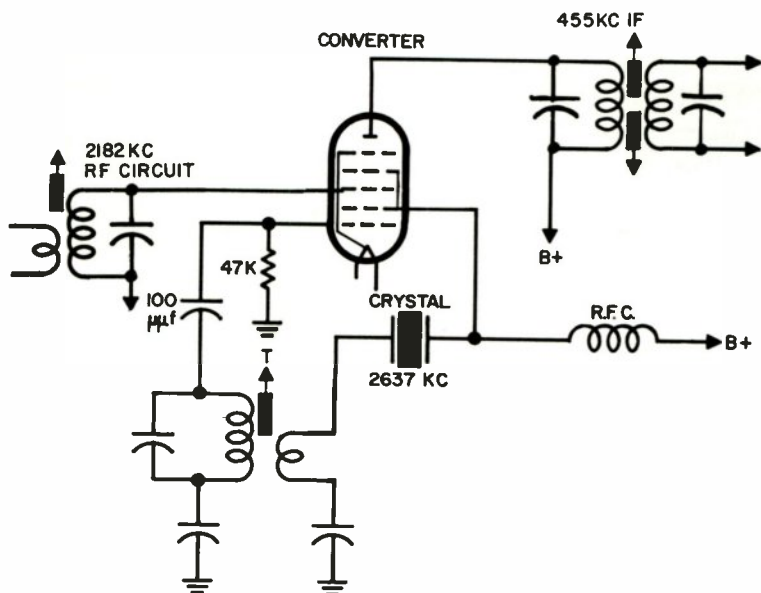 455KC IF
CONVERTER
2182 KC
RF CIRCUIT
B+
47K
100
μμf
CRYSTAL
R.F.C.
B+
2637 KC
T